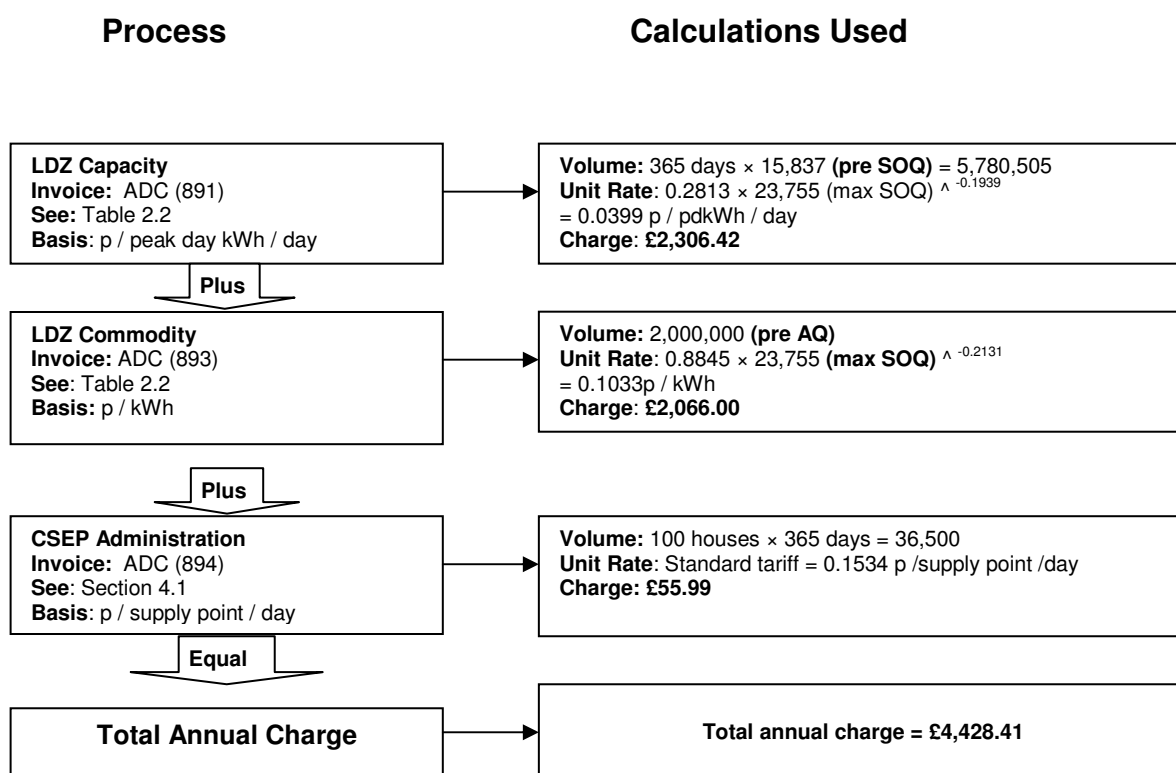 Process
Calculations Used
LDZ Capacity
Invoice: ADC (891)
See: Table 2.2
Basis: p / peak day kWh / day
Volume: 365 days × 15,837 (pre SOQ) = 5,780,505
Unit Rate: 0.2813 × 23,755 (max SOQ) ^ -0.1939
= 0.0399 p / pdkWh / day
Charge: £2,306.42
Plus
LDZ Commodity
Invoice: ADC (893)
See: Table 2.2
Basis: p / kWh
Volume: 2,000,000 (pre AQ)
Unit Rate: 0.8845 × 23,755 (max SOQ) ^ -0.2131
= 0.1033p / kWh
Charge: £2,066.00
Plus
CSEP Administration
Invoice: ADC (894)
See: Section 4.1
Basis: p / supply point / day
Volume: 100 houses × 365 days = 36,500
Unit Rate: Standard tariff = 0.1534 p /supply point /day
Charge: £55.99
Equal
Total Annual Charge
Total annual charge = £4,428.41